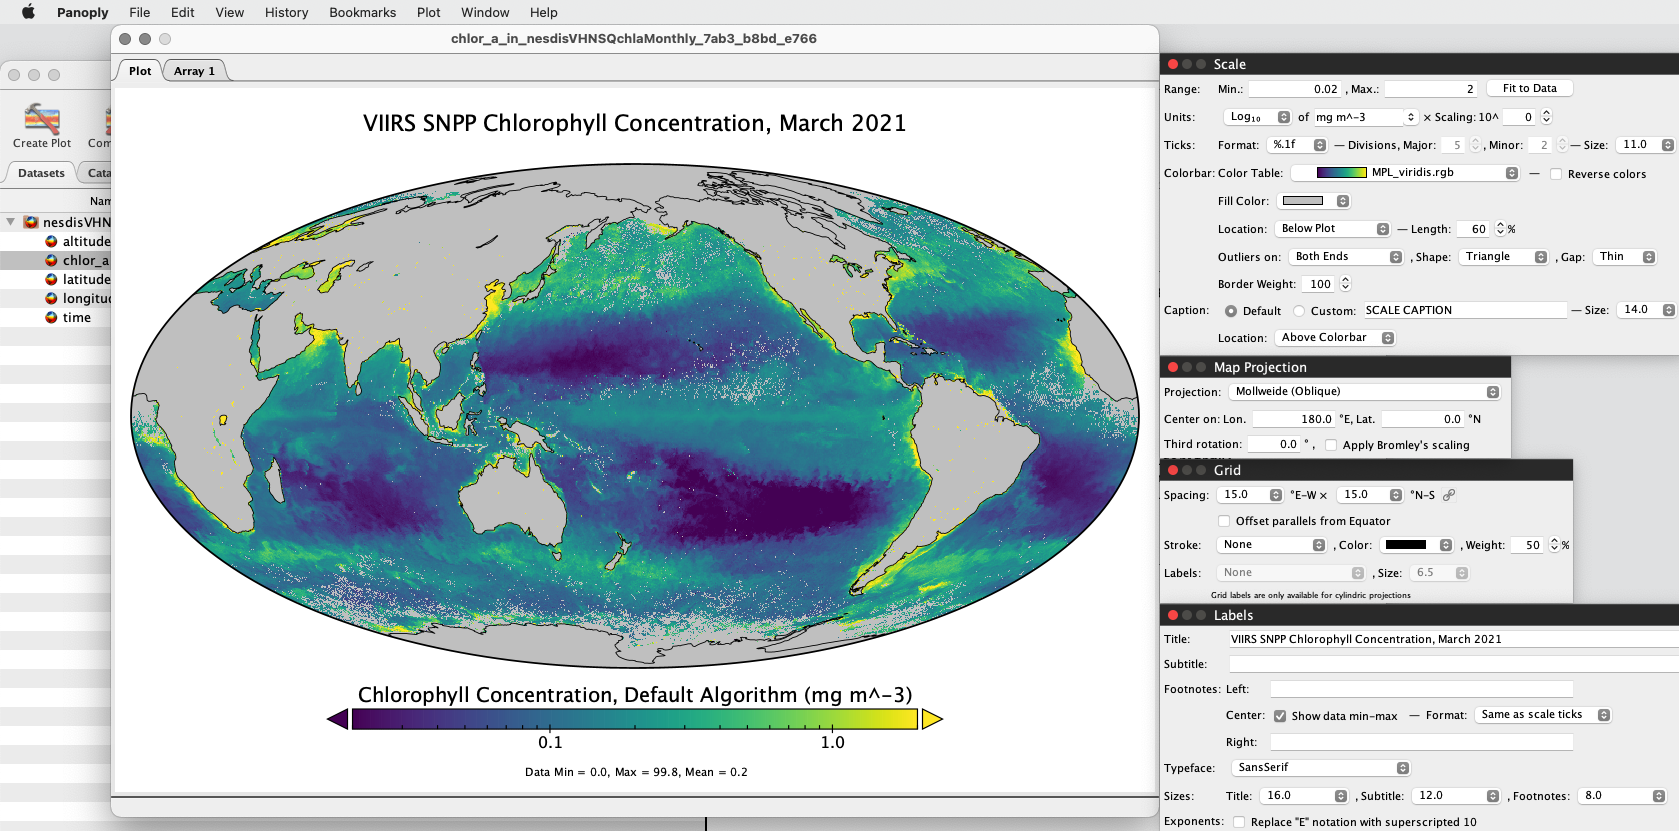 Panoply File Edit View History Bookmarks Plot Window Help
chlor_a_in_nesdisVHNSQchlaMonthly_7ab3_b8bd_e766
Plot Array 1
Create Plot Com
Datasets Cata
Nam
nesdisVHN
altitude
chlor_a
latitude
longitud
time
VIIRS SNPP Chlorophyll Concentration, March 2021
Chlorophyll Concentration, Default Algorithm (mg m^-3)
0.1 1.0
Data Min = 0.0, Max = 99.8, Mean = 0.2
Scale
Range: Min.: 0.02 , Max.: 2 Fit to Data
Units: Log₁₀ of mg m^-3 × Scaling: 10^ 0
Ticks: Format: %.1f — Divisions, Major: 5 , Minor: 2 — Size: 11.0
Colorbar: Color Table: MPL_viridis.rgb — Reverse colors
Fill Color:
Location: Below Plot — Length: 60 %
Outliers on: Both Ends , Shape: Triangle , Gap: Thin
Border Weight: 100
Caption: Default Custom: SCALE CAPTION — Size: 14.0
Location: Above Colorbar
Map Projection
Projection: Mollweide (Oblique)
Center on: Lon. 180.0 °E, Lat. 0.0 °N
Third rotation: 0.0 ° , Apply Bromley's scaling
Grid
Spacing: 15.0 °E-W × 15.0 °N-S
Offset parallels from Equator
Stroke: None , Color: , Weight: 50 %
Labels: None , Size: 6.5
Grid labels are only available for cylindric projections
Labels
Title: VIIRS SNPP Chlorophyll Concentration, March 2021
Subtitle:
Footnotes: Left:
Center: Show data min-max — Format: Same as scale ticks
Right:
Typeface: SansSerif
Sizes: Title: 16.0 , Subtitle: 12.0 , Footnotes: 8.0
Exponents: Replace "E" notation with superscripted 10